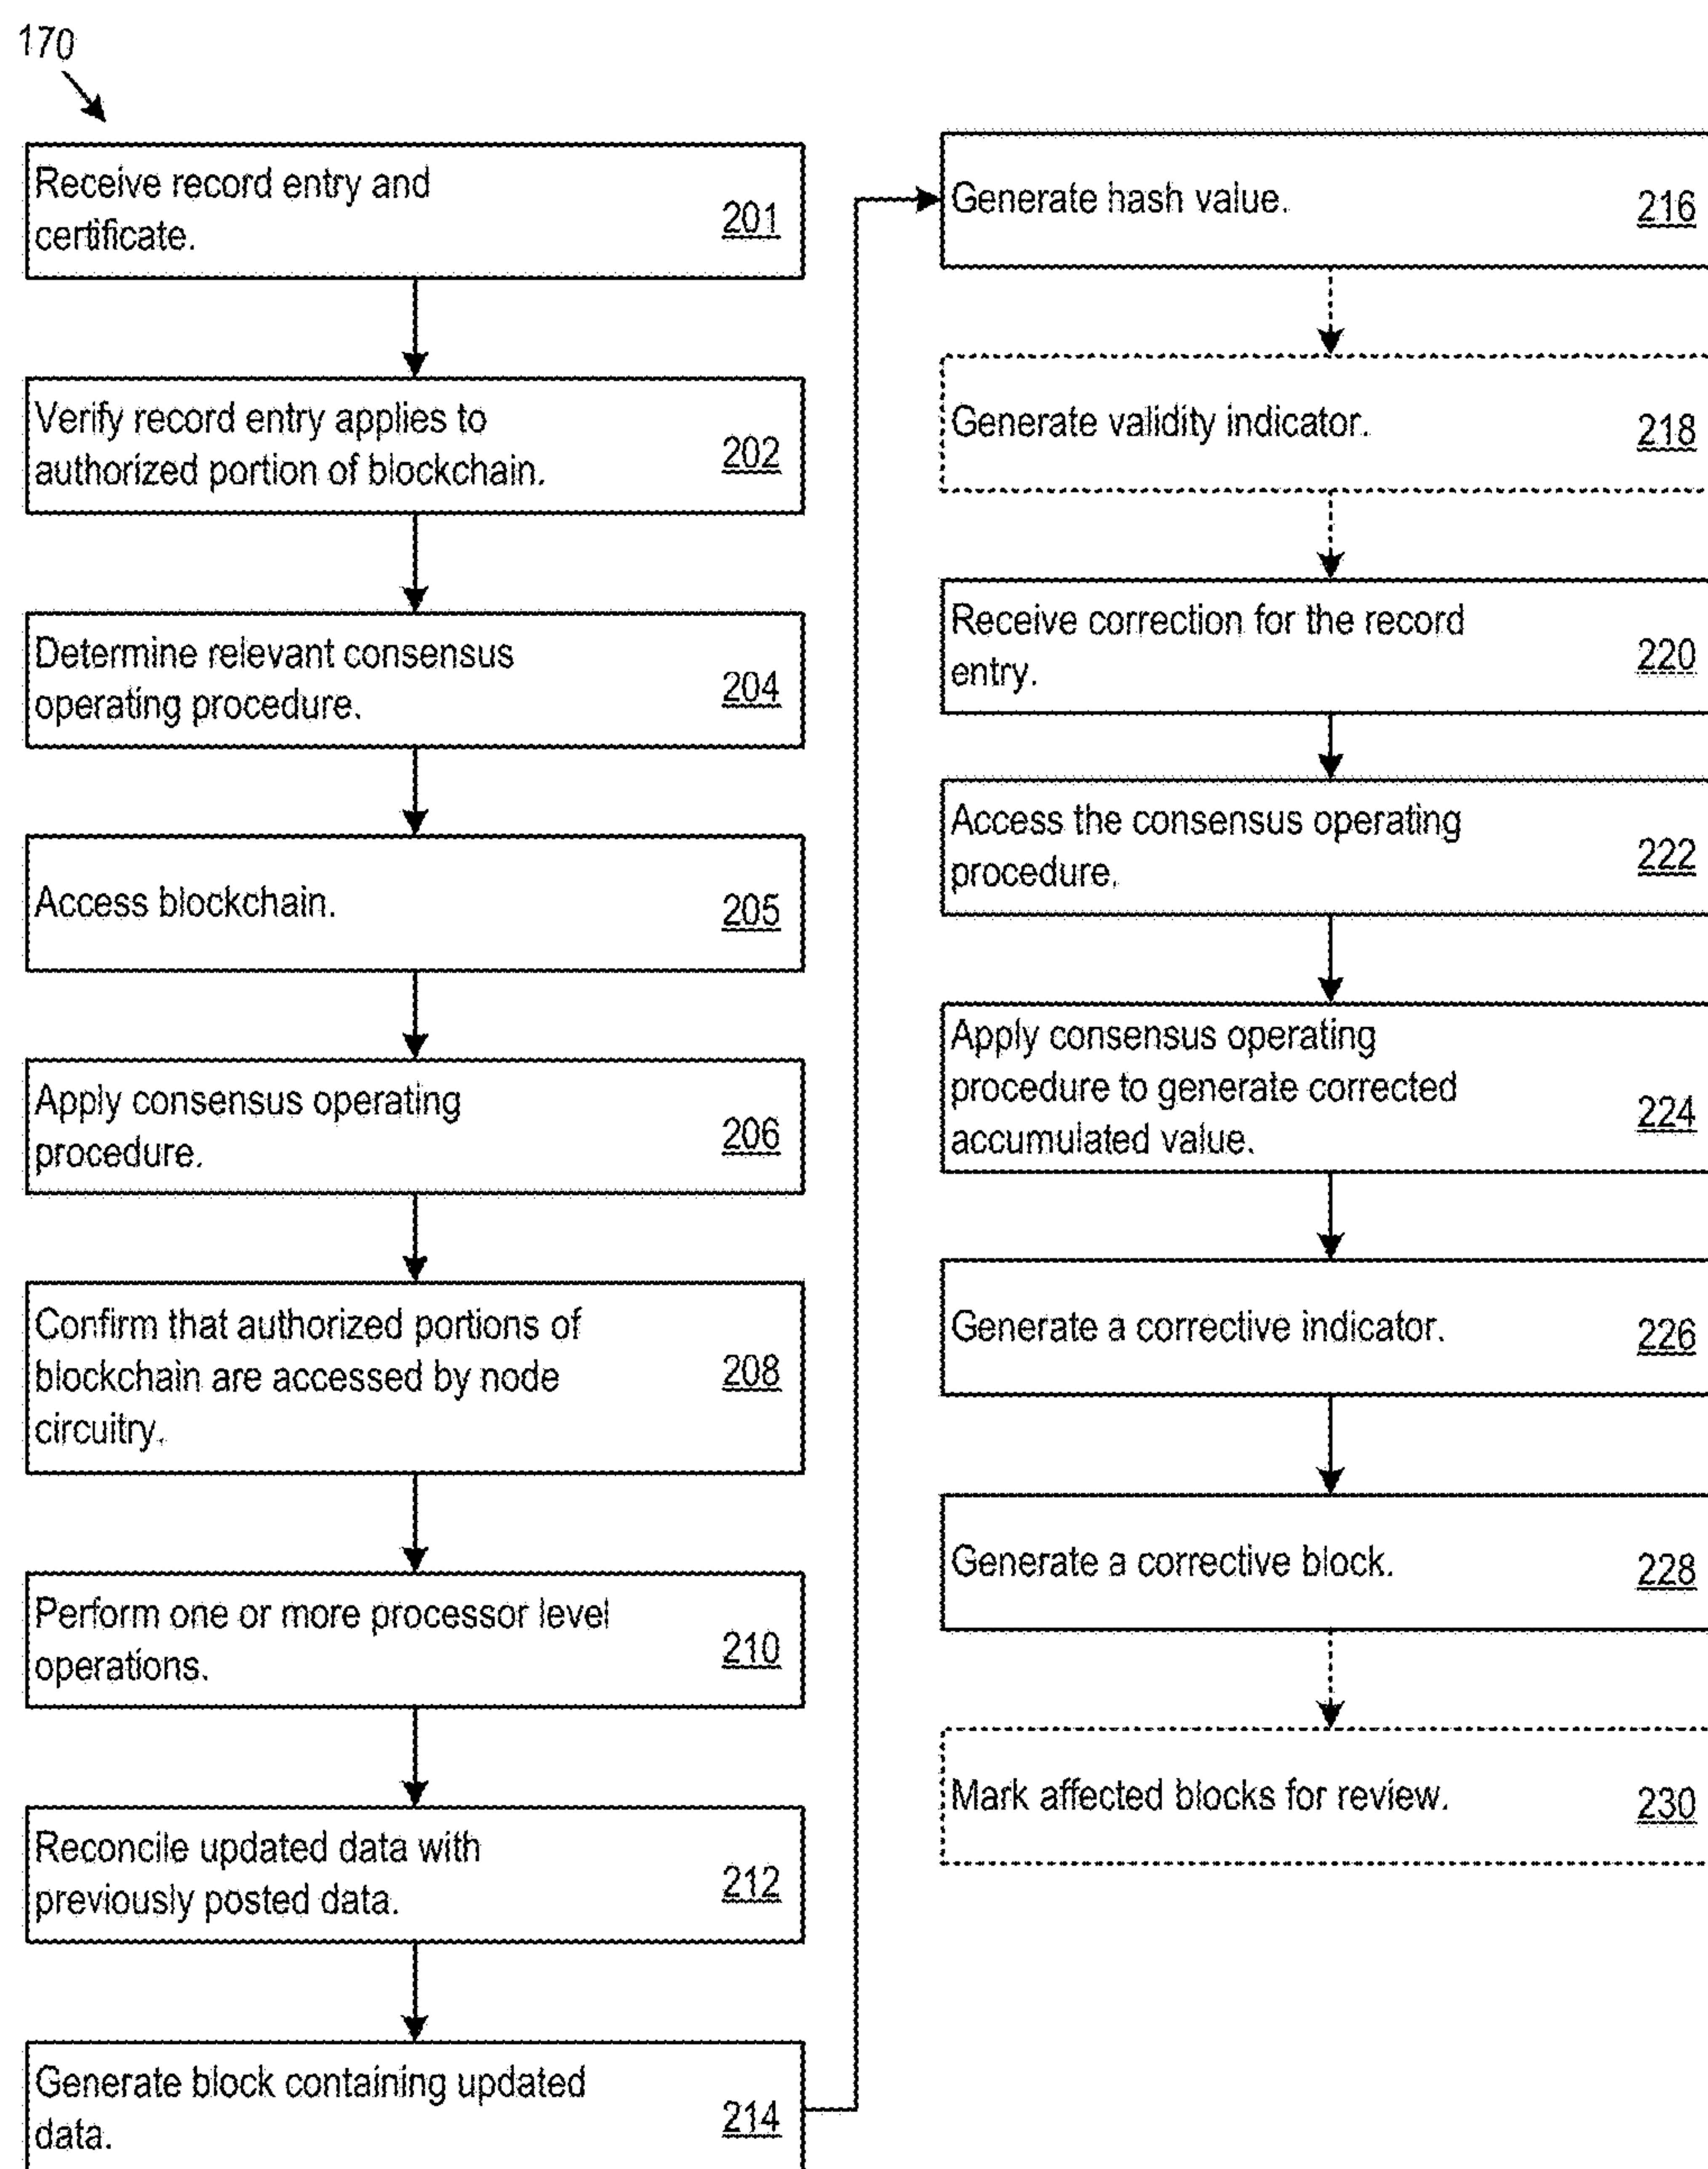 170
Receive record entry and
certificate.
201
Verify record entry applies to
authorized portion of blockchain.
202
Determine relevant consensus
operating procedure.
204
Access blockchain.
205
Apply consensus operating
procedure.
206
Confirm that authorized portions of
blockchain are accessed by node
circuitry.
208
Perform one or more processor level
operations.
210
Reconcile updated data with
previously posted data.
212
Generate block containing updated
data.
214
Generate hash value.
216
Generate validity indicator.
218
Receive correction for the record
entry.
220
Access the consensus operating
procedure.
222
Apply consensus operating
procedure to generate corrected
accumulated value.
224
Generate a corrective indicator.
226
Generate a corrective block.
228
Mark affected blocks for review.
230